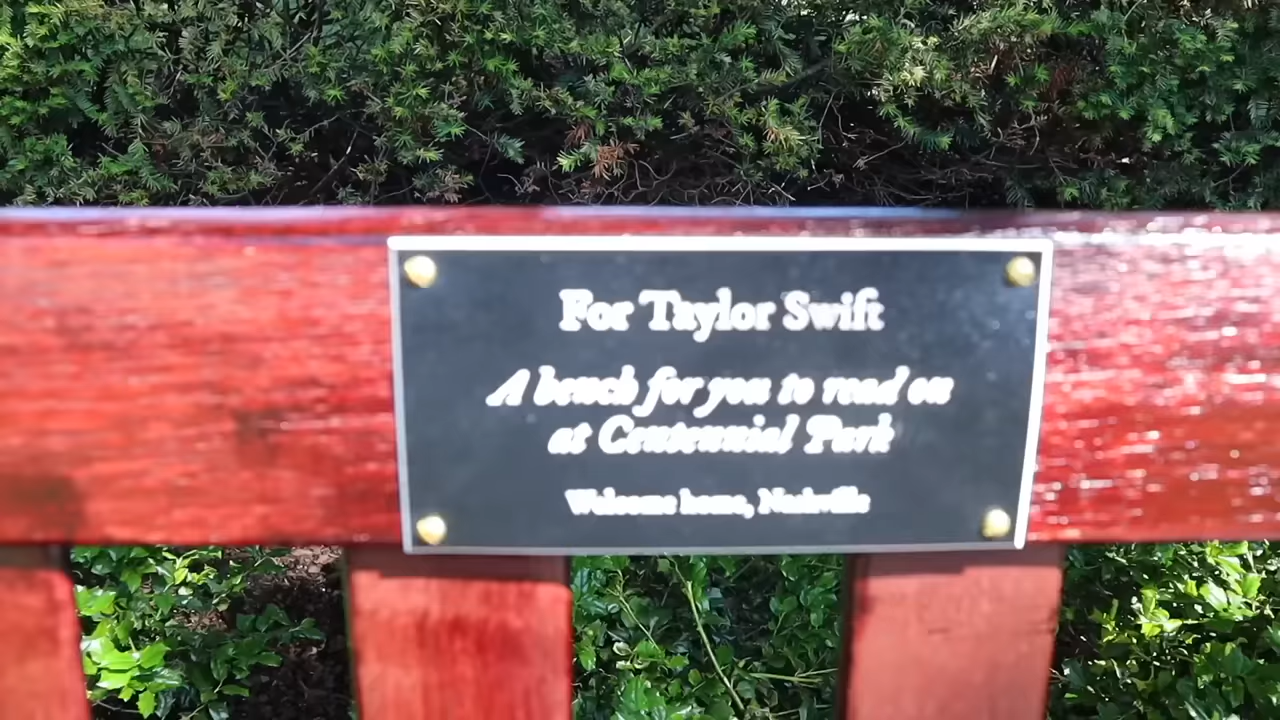 For Taylor Swift
A bench for you to read on
at Centennial Park
Welcome home, Nashville